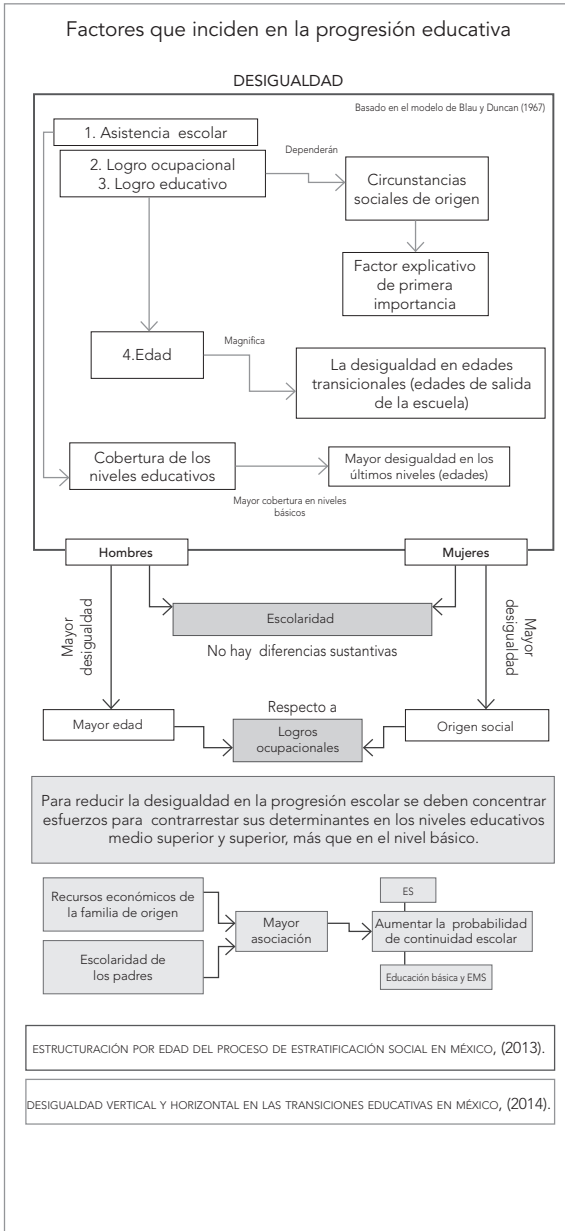 Factores que inciden en la progresión educativa
DESIGUALDAD
Basado en el modelo de Blau y Duncan (1967)
1. Asistencia escolar
2. Logro ocupacional
3. Logro educativo
Dependerán
Circunstancias
sociales de origen
Factor explicativo
de primera
importancia
4.Edad
Magnifica
La desigualdad en edades
transicionales (edades de salida
de la escuela)
Cobertura de los
niveles educativos
Mayor cobertura en niveles
básicos
Mayor desigualdad en los
últimos niveles (edades)
Hombres
Mujeres
Mayor
desigualdad
Escolaridad
No hay diferencias sustantivas
Mayor
desigualdad
Mayor edad
Respecto a
Logros
ocupacionales
Origen social
Para reducir la desigualdad en la progresión escolar se deben concentrar
esfuerzos para contrarrestar sus determinantes en los niveles educativos
medio superior y superior, más que en el nivel básico.
Recursos económicos de
la familia de origen
Escolaridad de
los padres
Mayor
asociación
ES
Aumentar la probabilidad
de continuidad escolar
Educación básica y EMS
ESTRUCTURACIÓN POR EDAD DEL PROCESO DE ESTRATIFICACIÓN SOCIAL EN MÉXICO, (2013).
DESIGUALDAD VERTICAL Y HORIZONTAL EN LAS TRANSICIONES EDUCATIVAS EN MÉXICO, (2014).